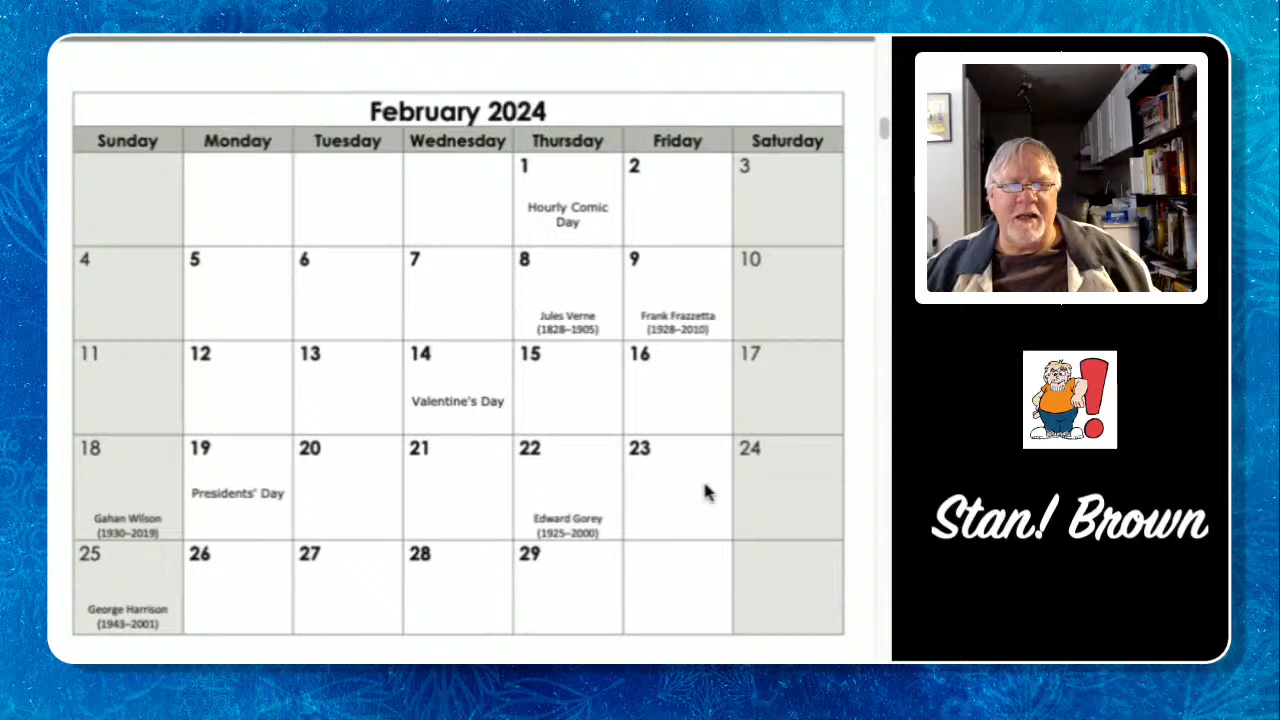 February 2024
Sunday Monday Tuesday Wednesday Thursday Friday Saturday
1 2 3
Hourly Comic
Day
4 5 6 7 8 9 10
Jules Verne Frank Frazzetta
(1828–1905) (1928–2010)
11 12 13 14 15 16 17
Valentine's Day
18 19 20 21 22 23 24
Presidents' Day
Gahan Wilson Edward Gorey
(1930–2019) (1925–2000)
25 26 27 28 29
George Harrison
(1943–2001)
Stan! Brown